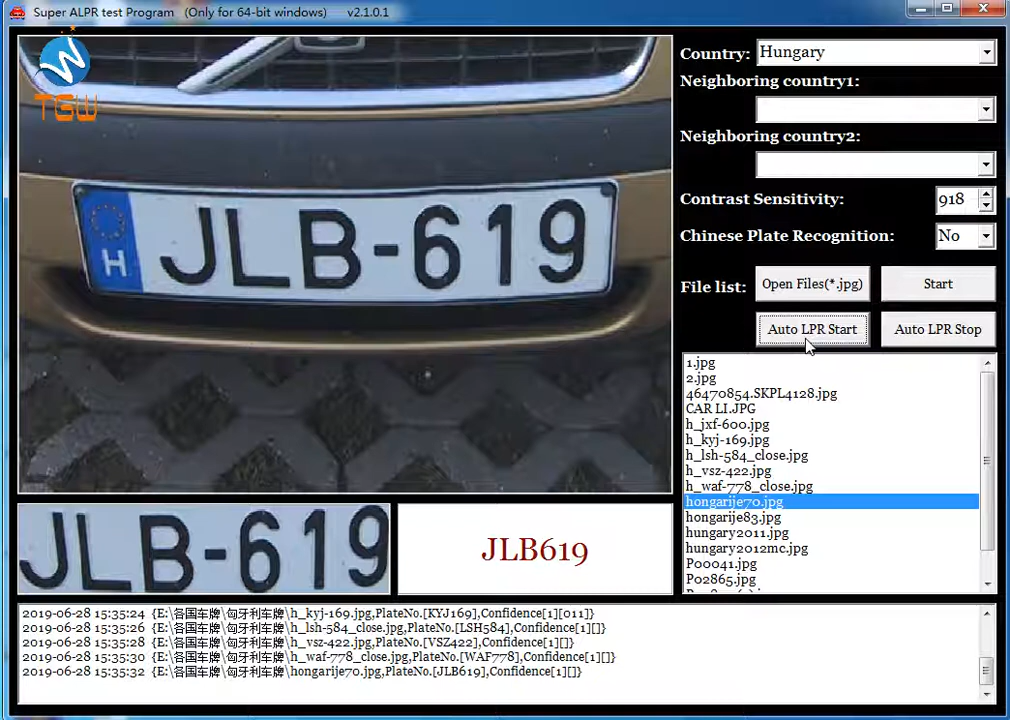 Super ALPR test Program (Only for 64-bit windows) v2.1.0.1
TGW
H JLB-619
Country: Hungary
Neighboring country1:
Neighboring country2:
Contrast Sensitivity: 918
Chinese Plate Recognition: No
File list: Open Files(*.jpg) Start
Auto LPR Start Auto LPR Stop
1.jpg
2.jpg
46470854.SKPL4128.jpg
CAR LI.JPG
h_jxf-600.jpg
h_kyj-169.jpg
h_lsh-584_close.jpg
h_vsz-422.jpg
h_waf-778_close.jpg
hongarije70.jpg
hongarije83.jpg
hungary2011.jpg
hungary2012mc.jpg
P00041.jpg
P02865.jpg
JLB-619
JLB619
2019-06-28 15:35:24 {E:\各国车牌\匈牙利车牌\h_kyj-169.jpg,PlateNo.[KYJ169],Confidence[1][011]}
2019-06-28 15:35:26 {E:\各国车牌\匈牙利车牌\h_lsh-584_close.jpg,PlateNo.[LSH584],Confidence[1][]}
2019-06-28 15:35:28 {E:\各国车牌\匈牙利车牌\h_vsz-422.jpg,PlateNo.[VSZ422],Confidence[1][]}
2019-06-28 15:35:30 {E:\各国车牌\匈牙利车牌\h_waf-778_close.jpg,PlateNo.[WAF778],Confidence[1][]}
2019-06-28 15:35:32 {E:\各国车牌\匈牙利车牌\hongarije70.jpg,PlateNo.[JLB619],Confidence[1][]}